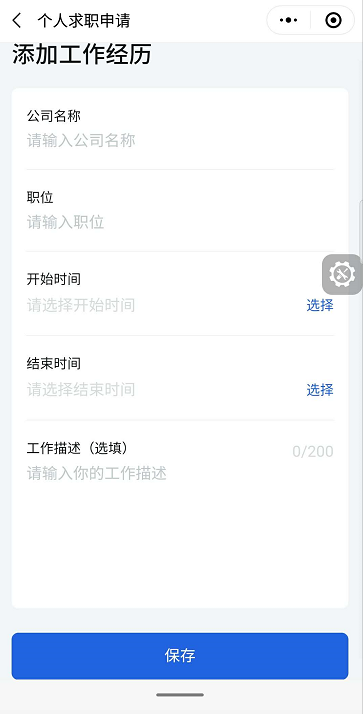 个人求职申请
添加工作经历
公司名称
请输入公司名称
职位
请输入职位
开始时间
请选择开始时间
选择
结束时间
请选择结束时间
选择
工作描述（选填）
0/200
请输入你的工作描述
保存